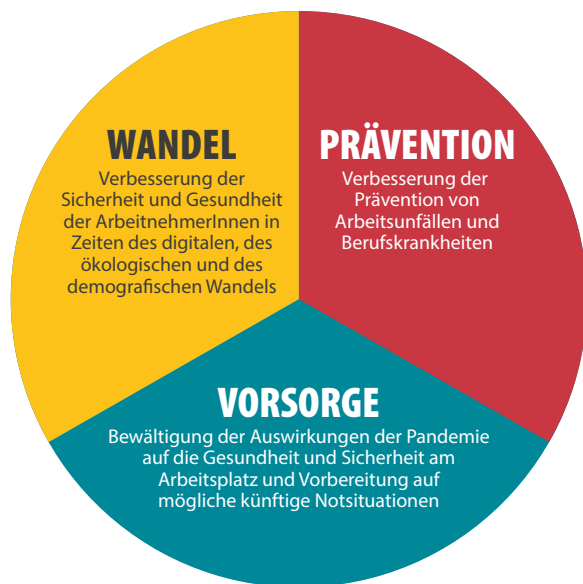 WANDEL
Verbesserung der
Sicherheit und Gesundheit
der ArbeitnehmerInnen in
Zeiten des digitalen, des
ökologischen und des
demografischen Wandels
PRÄVENTION
Verbesserung der
Prävention von
Arbeitsunfällen und
Berufskrankheiten
VORSORGE
Bewältigung der Auswirkungen der Pandemie
auf die Gesundheit und Sicherheit am
Arbeitsplatz und Vorbereitung auf
mögliche künftige Notsituationen